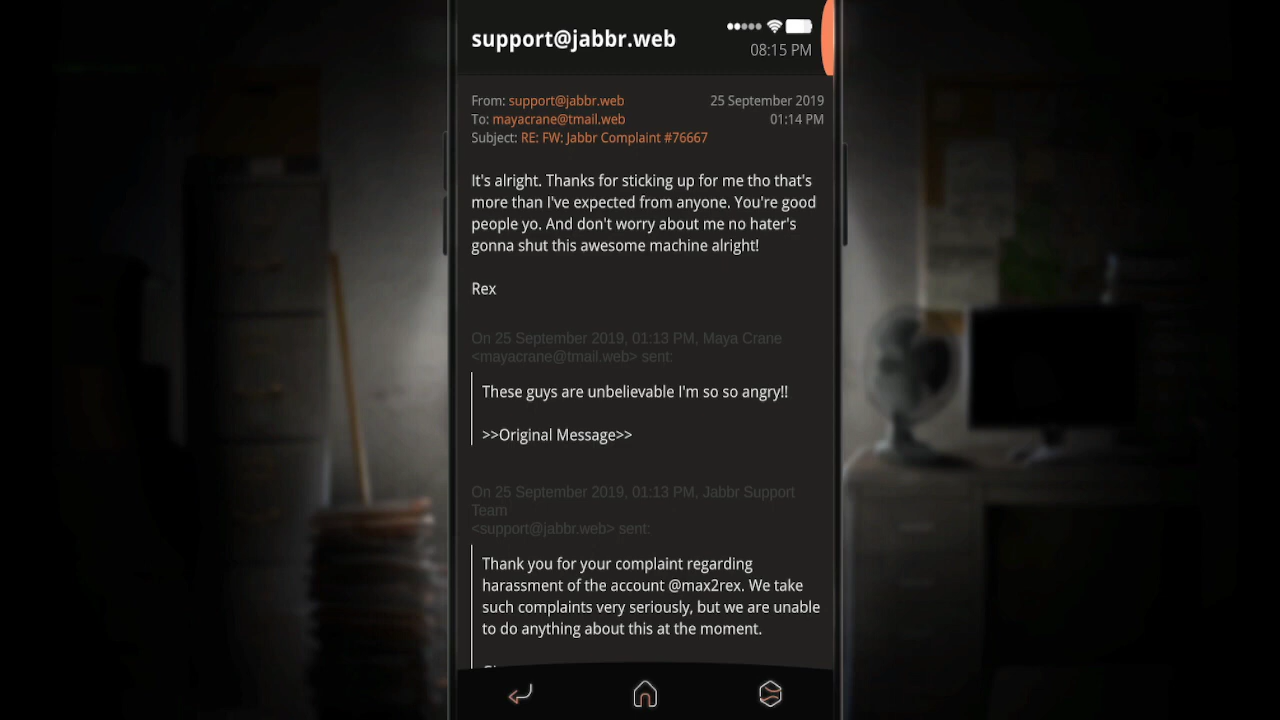 support@jabbr.web
08:15 PM
From: support@jabbr.web
25 September 2019
To: mayacrane@tmail.web
01:14 PM
Subject: RE: FW: Jabbr Complaint #76667
It's alright. Thanks for sticking up for me tho that's
more than I've expected from anyone. You're good
people yo. And don't worry about me no hater's
gonna shut this awesome machine alright!
Rex
On 25 September 2019, 01:13 PM, Maya Crane
<mayacrane@tmail.web> sent:
These guys are unbelievable I'm so so angry!!
>>Original Message>>
On 25 September 2019, 01:13 PM, Jabbr Support
Team
<support@jabbr.web> sent:
Thank you for your complaint regarding
harassment of the account @max2rex. We take
such complaints very seriously, but we are unable
to do anything about this at the moment.